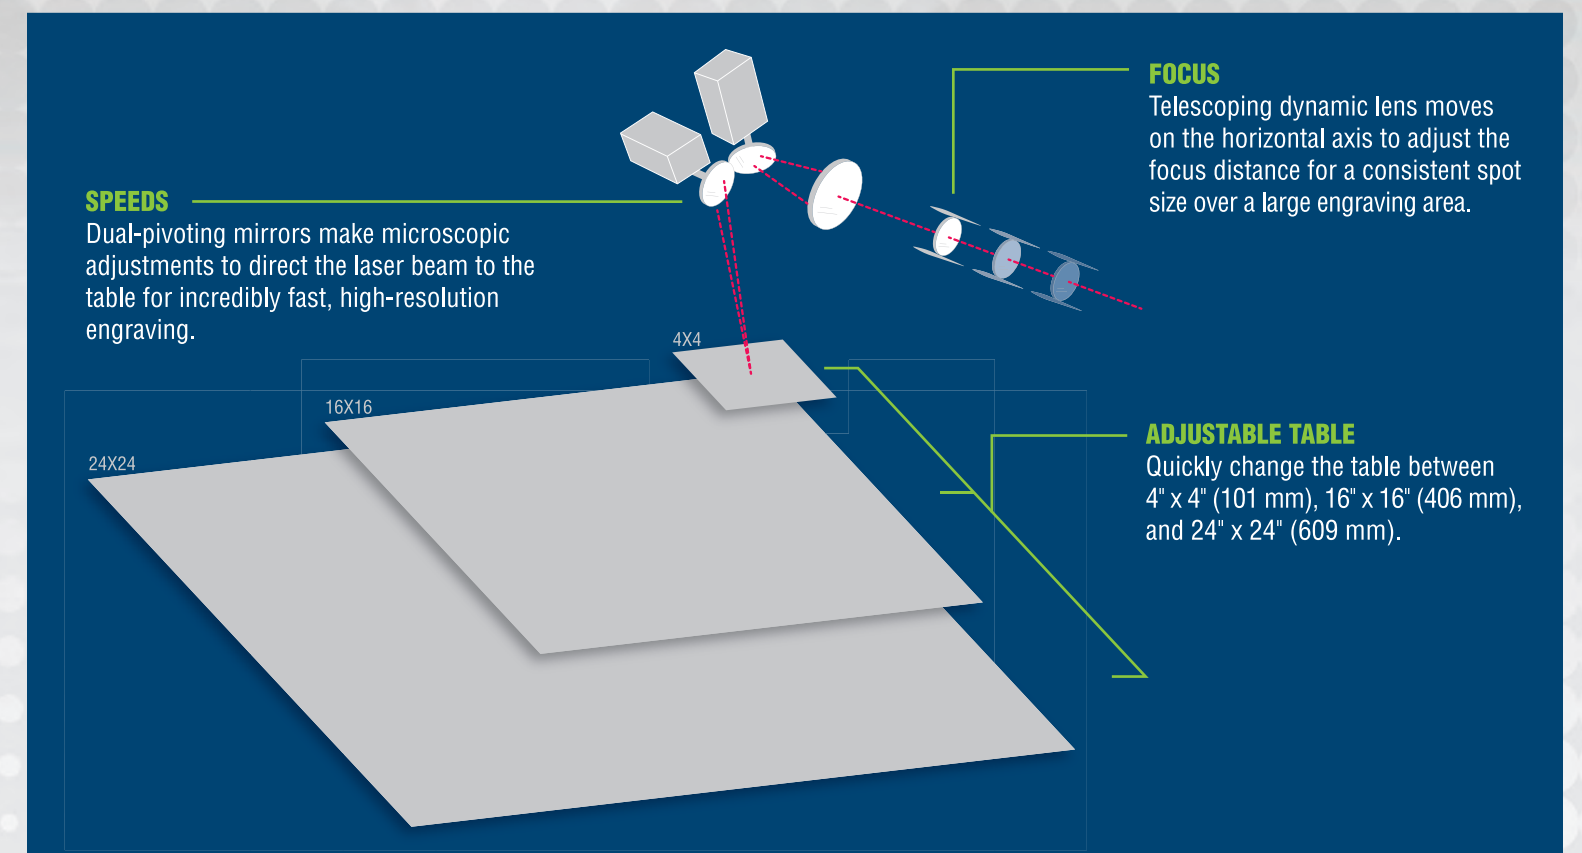 FOCUS
Telescoping dynamic lens moves
on the horizontal axis to adjust the
focus distance for a consistent spot
size over a large engraving area.
SPEEDS
Dual-pivoting mirrors make microscopic
adjustments to direct the laser beam to the
table for incredibly fast, high-resolution
engraving.
4X4
16X16
24X24
ADJUSTABLE TABLE
Quickly change the table between
4" x 4" (101 mm), 16" x 16" (406 mm),
and 24" x 24" (609 mm).